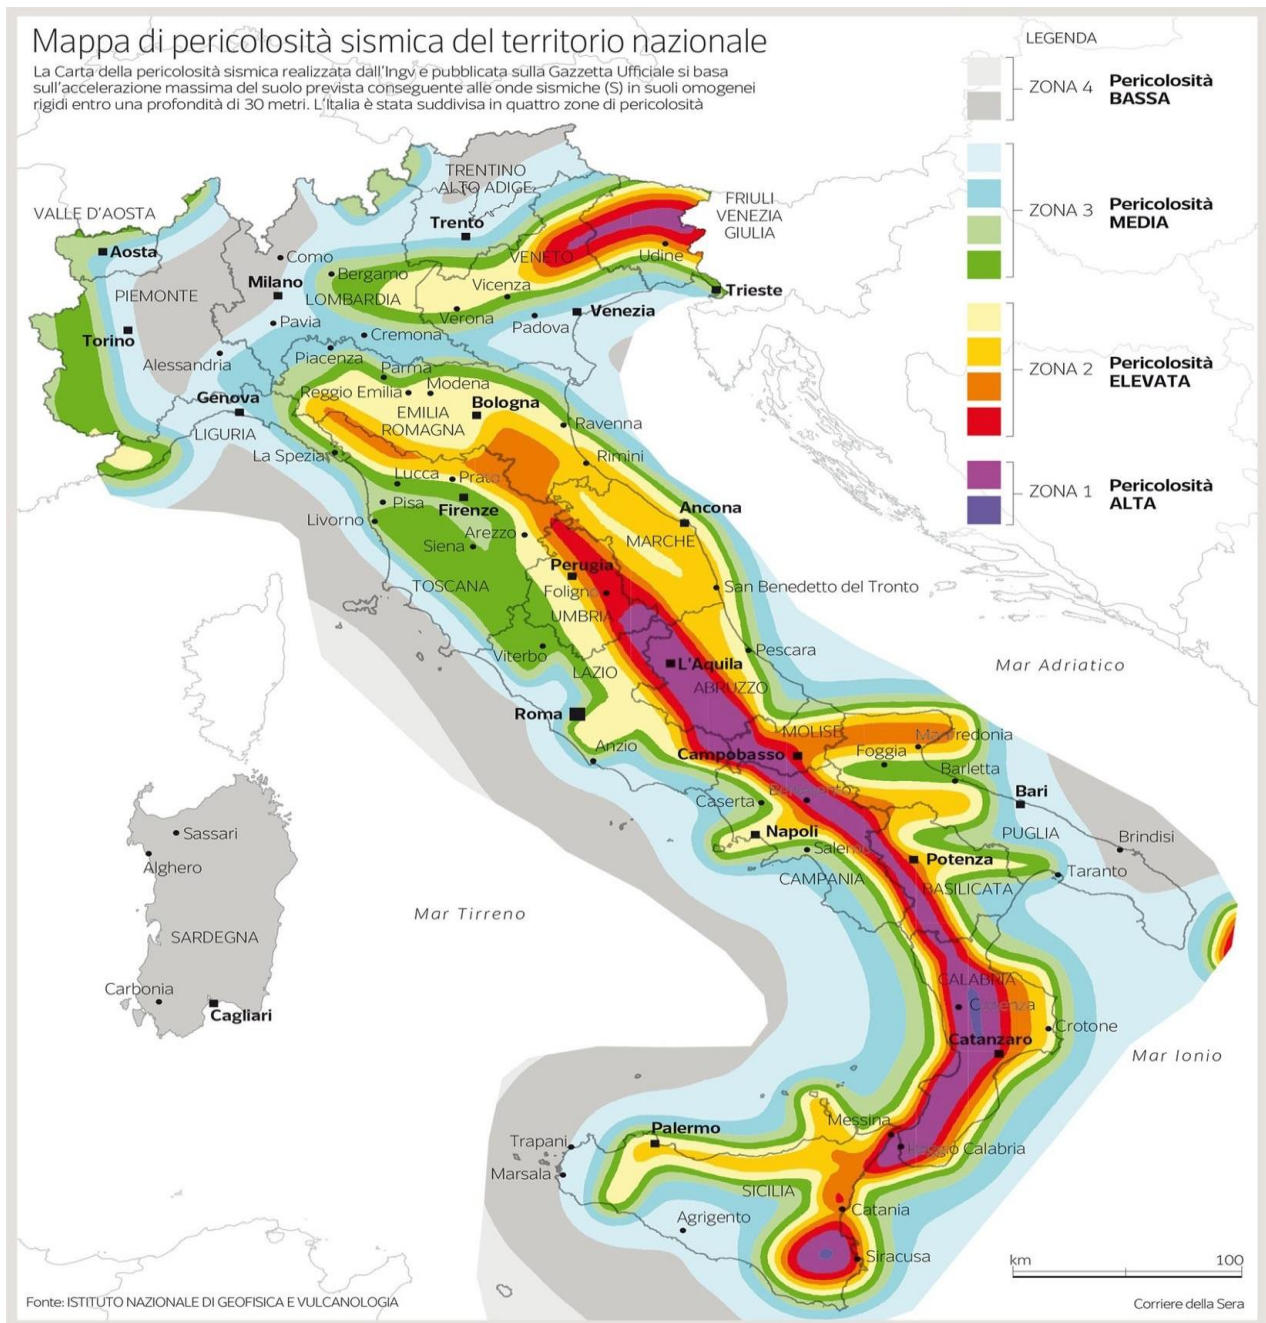 Mappa di pericolosità sismica del territorio nazionale
La Carta della pericolosità sismica realizzata dall'Ingv e pubblicata sulla Gazzetta Ufficiale si basa
sull'accelerazione massima del suolo prevista conseguente alle onde sismiche (S) in suoli omogenei
rigidi entro una profondità di 30 metri. L'Italia è stata suddivisa in quattro zone di pericolosità
LEGENDA
ZONA 4
Pericolosità
BASSA
ZONA 3
Pericolosità
MEDIA
ZONA 2
Pericolosità
ELEVATA
ZONA 1
Pericolosità
ALTA
TRENTINO
ALTO ADIGE
VALLE D'AOSTA
FRIULI
VENEZIA
GIULIA
Trento
Aosta
Como
VENETO
Udine
Bergamo
Milano
Vicenza
Trieste
PIEMONTE
LOMBARDIA
Verona
Venezia
Padova
Pavia
Torino
Cremona
Alessandria
Piacenza
Parma
Modena
Reggio Emilia
Genova
Bologna
EMILIA
ROMAGNA
LIGURIA
Ravenna
La Spezia
Rimini
Lucca
Prato
Pisa
Firenze
Ancona
Livorno
Arezzo
Siena
MARCHE
Perugia
TOSCANA
Foligno
San Benedetto del Tronto
UMBRIA
Viterbo
Pescara
L'Aquila
LAZIO
ABRUZZO
Mar Adriatico
Roma
MOLISE
Manfredonia
Anzio
Campobasso
Foggia
Barletta
Benevento
Bari
Caserta
Napoli
PUGLIA
Brindisi
Salerno
Potenza
Taranto
CAMPANIA
BASILICATA
Sassari
Alghero
Mar Tirreno
SARDEGNA
Carbonia
Cagliari
CALABRIA
Cosenza
Crotone
Catanzaro
Mar Ionio
Messina
Palermo
Trapani
Reggio Calabria
Marsala
SICILIA
Catania
Agrigento
Siracusa
km
100
Fonte: ISTITUTO NAZIONALE DI GEOFISICA E VULCANOLOGIA
Corriere della Sera